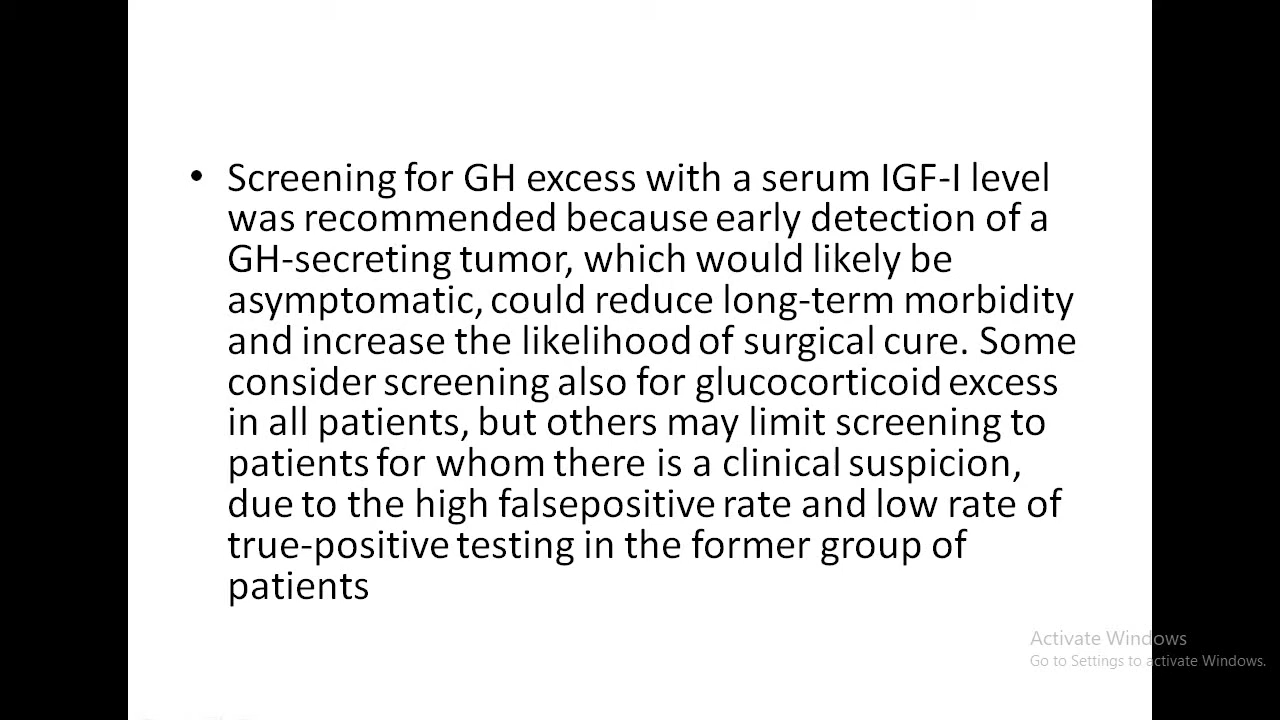 • Screening for GH excess with a serum IGF-I level
was recommended because early detection of a
GH-secreting tumor, which would likely be
asymptomatic, could reduce long-term morbidity
and increase the likelihood of surgical cure. Some
consider screening also for glucocorticoid excess
in all patients, but others may limit screening to
patients for whom there is a clinical suspicion,
due to the high falsepositive rate and low rate of
true-positive testing in the former group of
patients
Activate Windows
Go to Settings to activate Windows.